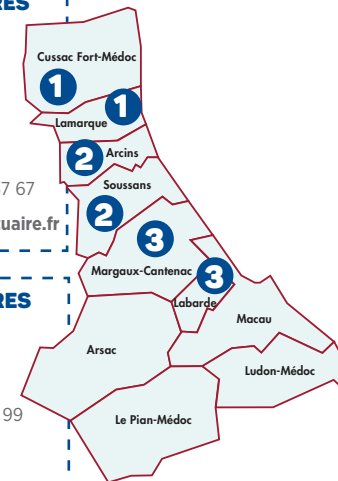 RES
Cussac Fort-Médoc
1
1
Lamarque
2
Arcins
7 67
Soussans
2
uaire.fr
3
Margaux-Cantenac
3
RES
Labarde
Macau
Arsac
Ludon-Médoc
99
Le Pian-Médoc